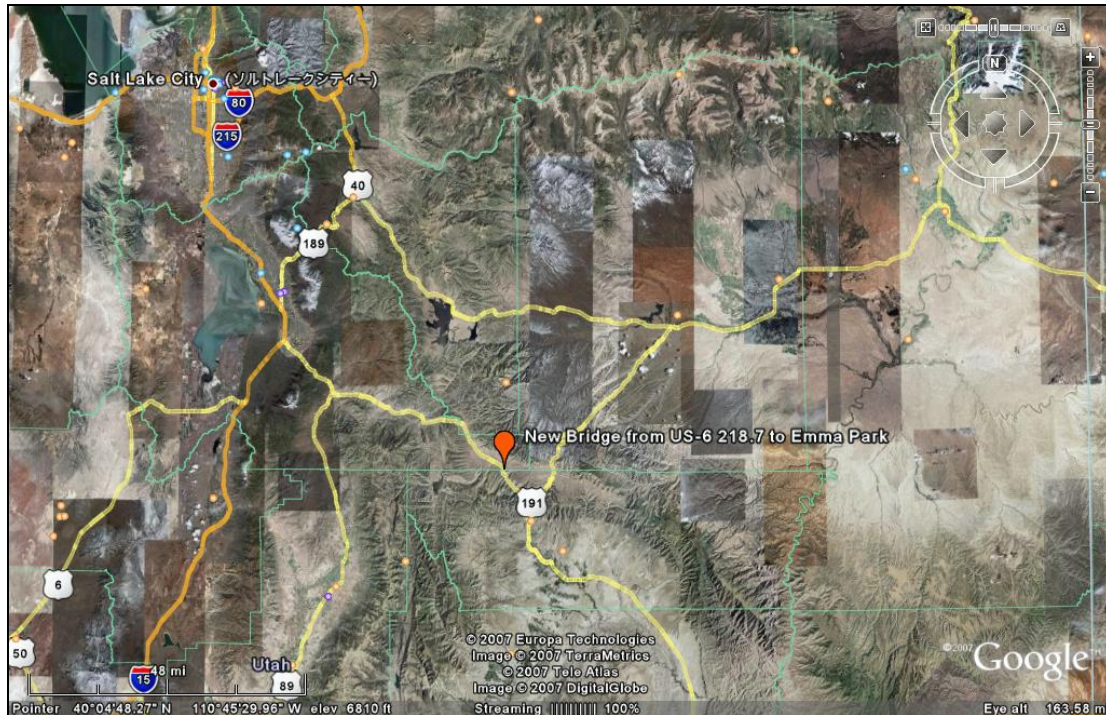 N
Salt Lake City (ソルトレークシティー)
80
215
40
189
New Bridge from US-6 218.7 to Emma Park
191
6
50
15
48 mi
Utah
89
© 2007 Europa Technologies
Image © 2007 TerraMetrics
© 2007 Tele Atlas
Image © 2007 DigitalGlobe
©2007 Google™
Pointer 40°04'48.27" N 110°45'29.96" W elev 6810 ft Streaming 100% Eye alt 163.58 m